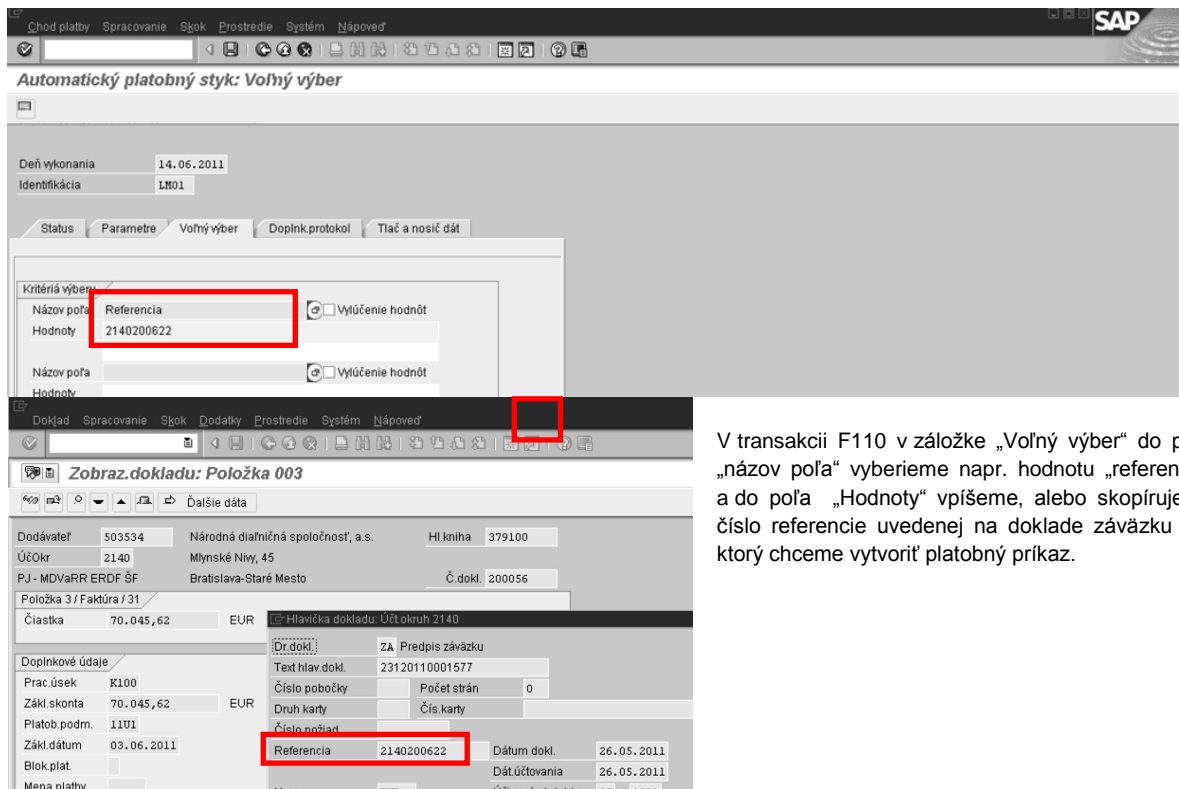 Chod platby Spracovanie Skok Prostredie Systém Nápoveď
SAP
Automatický platobný styk: Voľný výber
Deň vykonania 14.06.2011
Identifikácia LM01
Status Parametre Voľný výber Doplnk.protokol Tlač a nosič dát
Kritériá výberu
Názov poľa Referencia Vylúčenie hodnôt
Hodnoty 2140200622
Názov poľa Vylúčenie hodnôt
Hodnoty
Doklad Spracovanie Skok Dodatky Prostredie Systém Nápoveď
Zobraz.dokladu: Položka 003
Ďalšie dáta
Dodávateľ 503534 Národná diaľničná spoločnosť, a.s. Hl.kniha 379100
ÚčOkr 2140 Mlynské Nivy, 45
PJ - MDVaRR ERDF ŠF Bratislava-Staré Mesto Č.dokl. 200056
Položka 3 / Faktúra / 31
Čiastka 70.045,62 EUR
Doplnkové údaje
Prac.úsek K100
Zákl.skonta 70.045,62 EUR
Platob.podm. 11U1
Zákl.dátum 03.06.2011
Blok.plat.
Mena platby
Hlavička dokladu: Účt.okruh 2140
Dr.dokl. ZA Predpis záväzku
Text hlav.dokl. 23120110001577
Číslo pobočky Počet strán 0
Druh karty Čís.karty
Číslo požiad.
Referencia 2140200622 Dátum dokl. 26.05.2011
Dát.účtovania 26.05.2011
V transakcii F110 v záložke „Voľný výber“ do
„názov poľa“ vyberieme napr. hodnotu
a do poľa „Hodnoty“ vpíšeme, alebo
číslo referencie uvedenej na doklade záväzku
ktorý chceme vytvoriť platobný príkaz.